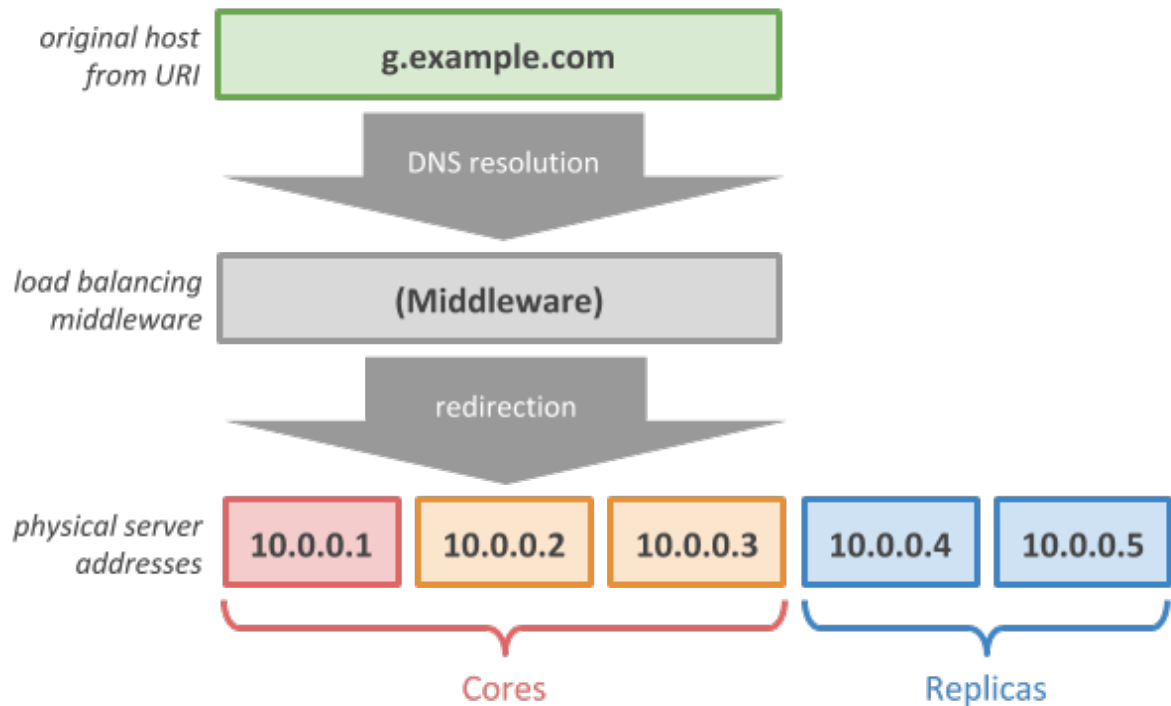 original host
from URI
g.example.com
DNS resolution
load balancing
middleware
(Middleware)
redirection
physical server
addresses
10.0.0.1 10.0.0.2 10.0.0.3 10.0.0.4 10.0.0.5
Cores Replicas